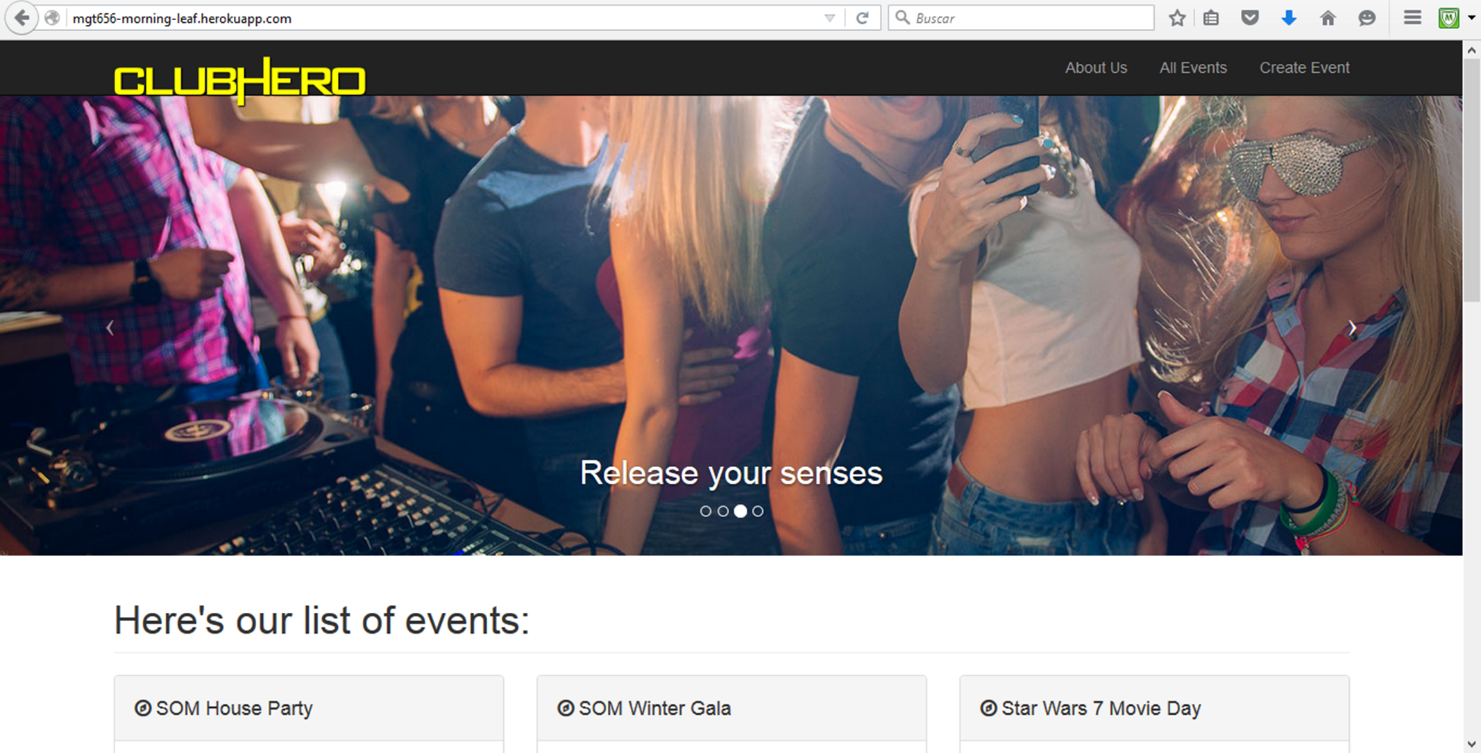 mgt656-morning-leaf.herokuapp.com
Buscar
CLUBHERO
About Us All Events Create Event
Release your senses
Here's our list of events:
SOM House Party
SOM Winter Gala
Star Wars 7 Movie Day